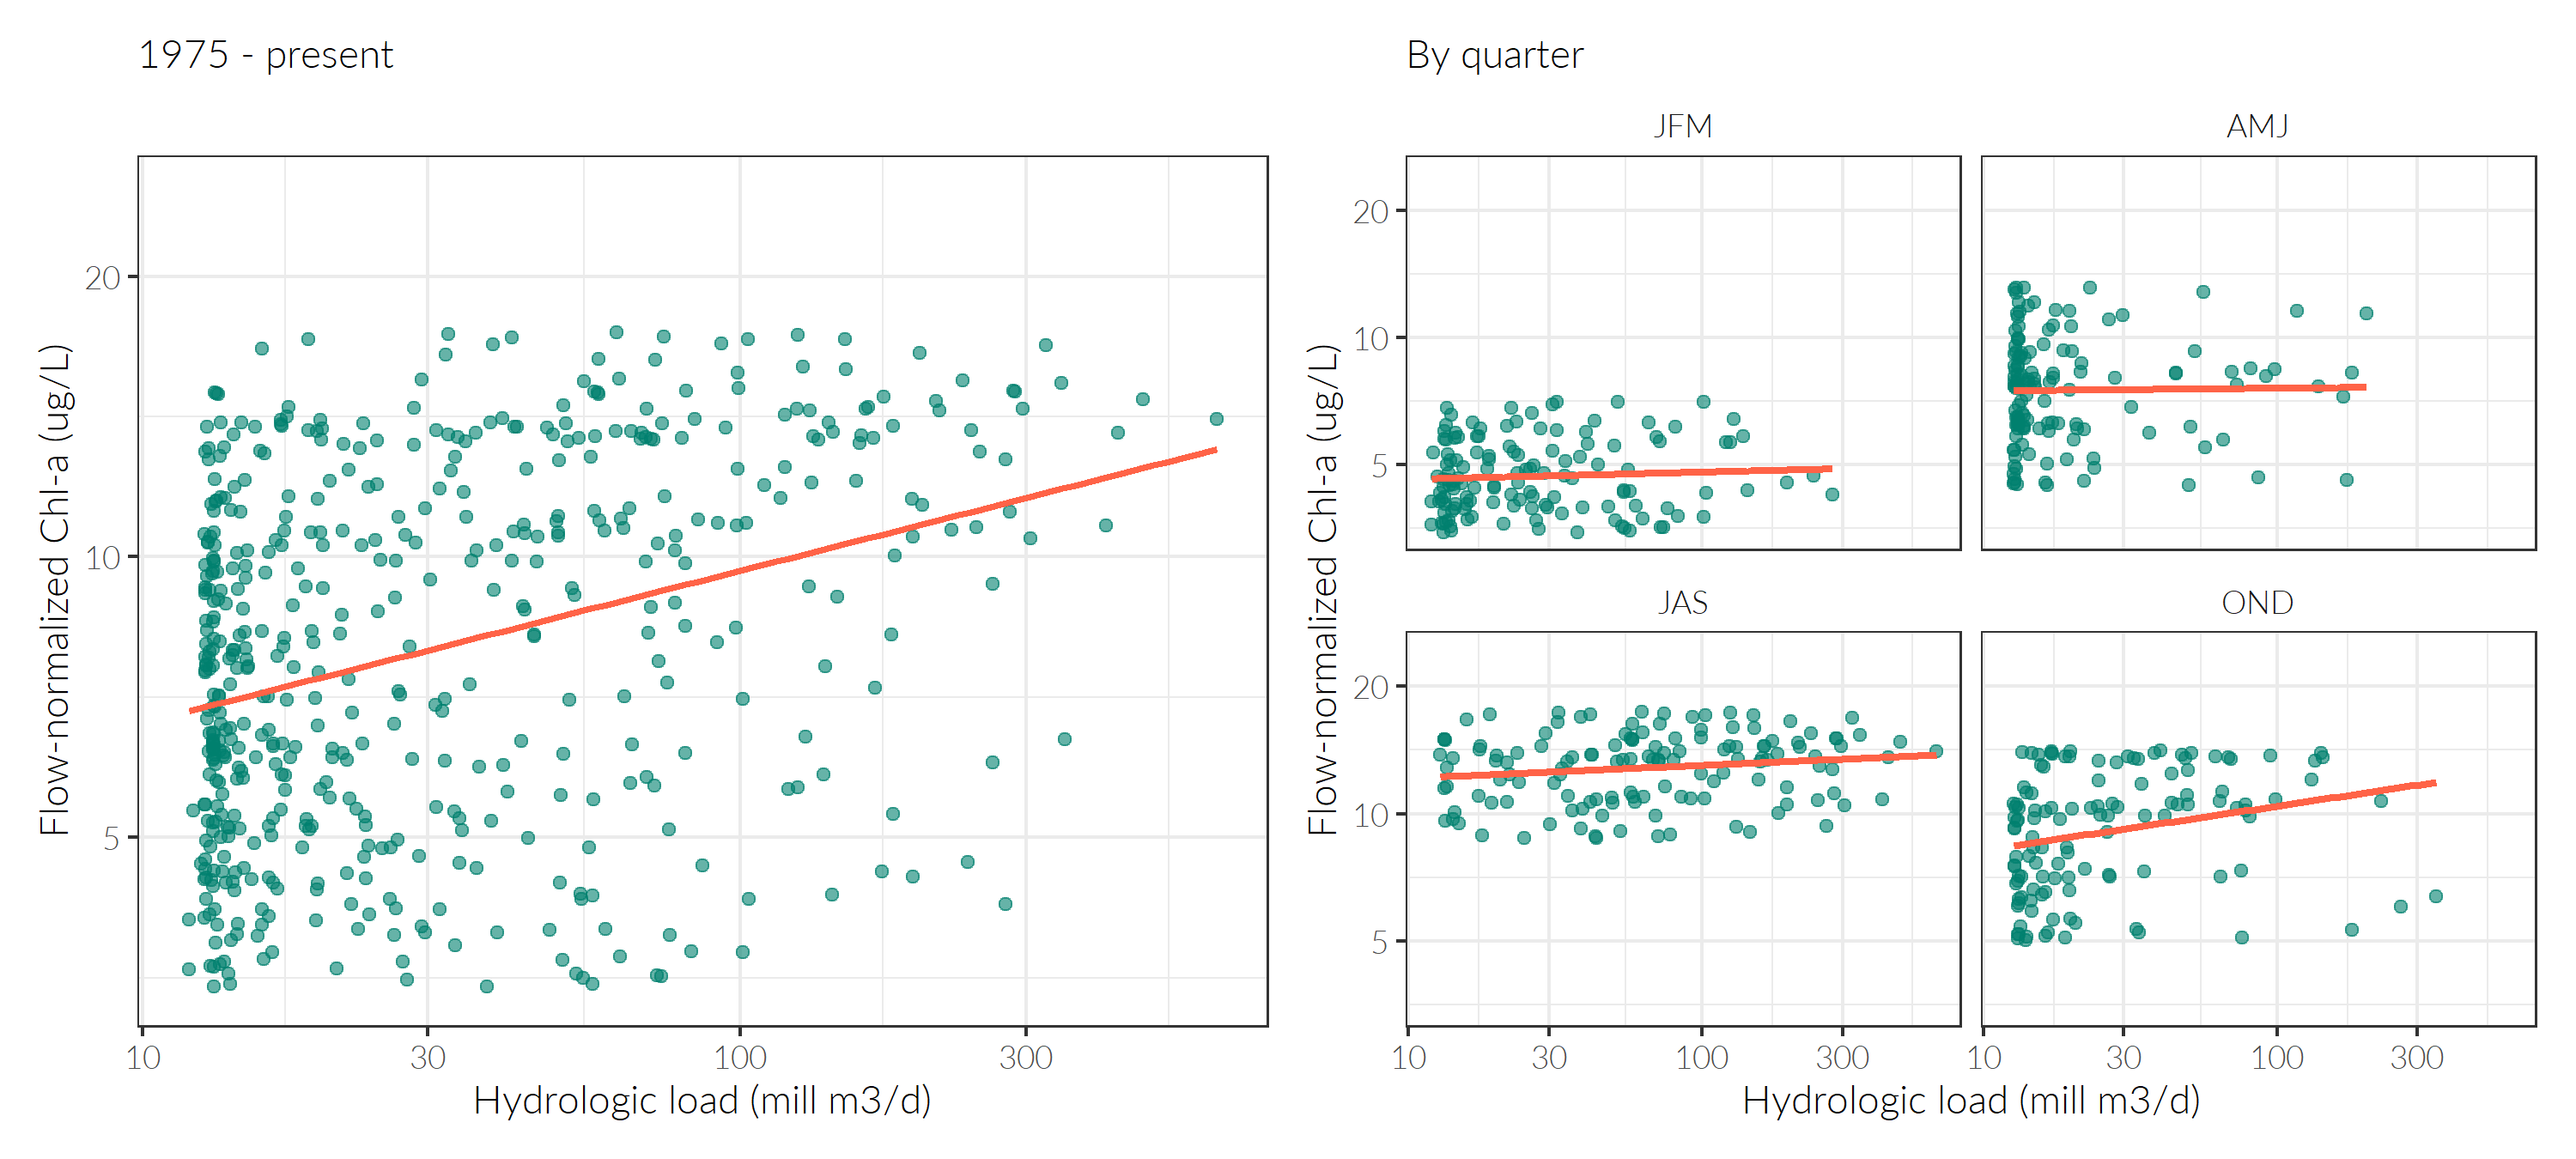 1975 - present
Flow-normalized Chl-a (ug/L)
20
10
5
10 30 100 300
Hydrologic load (mill m3/d)
By quarter
JFM AMJ
Flow-normalized Chl-a (ug/L)
20
10
5
JAS OND
20
10
5
10 30 100 300 10 30 100 300
Hydrologic load (mill m3/d)